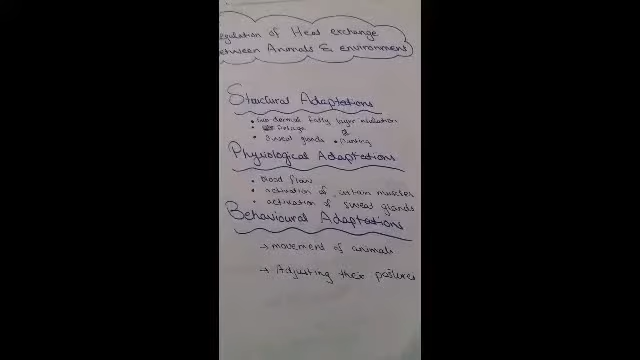 egulation of Heat exchange
etween Animals & environment
Structural Adaptations
• Sub dermal fatty layer insulation
• Pinkage &
• Sweat glands • Panting
Physiological Adaptations
• Blood flow
• activation of certain muscles
• activation of sweat glands
Behavioural Adaptations
→ movement of animals
→ Adjusting their postures